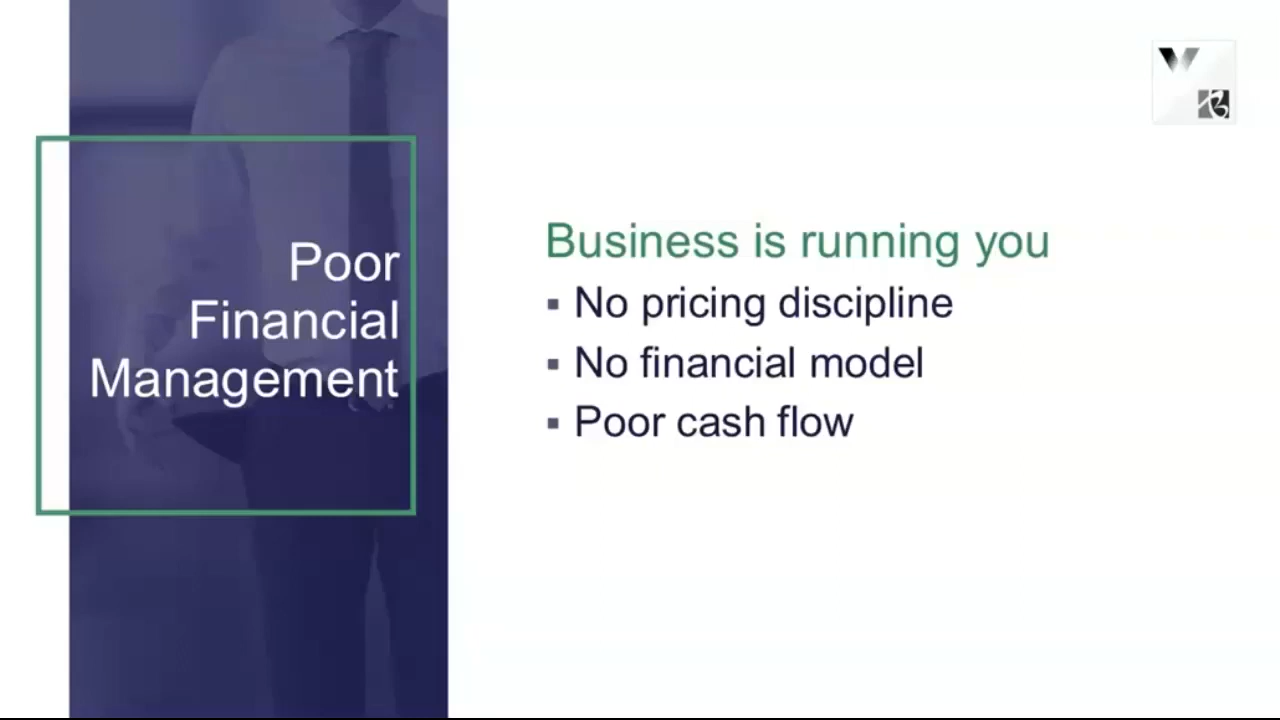 Poor
Financial
Management
Business is running you
▪ No pricing discipline
▪ No financial model
▪ Poor cash flow